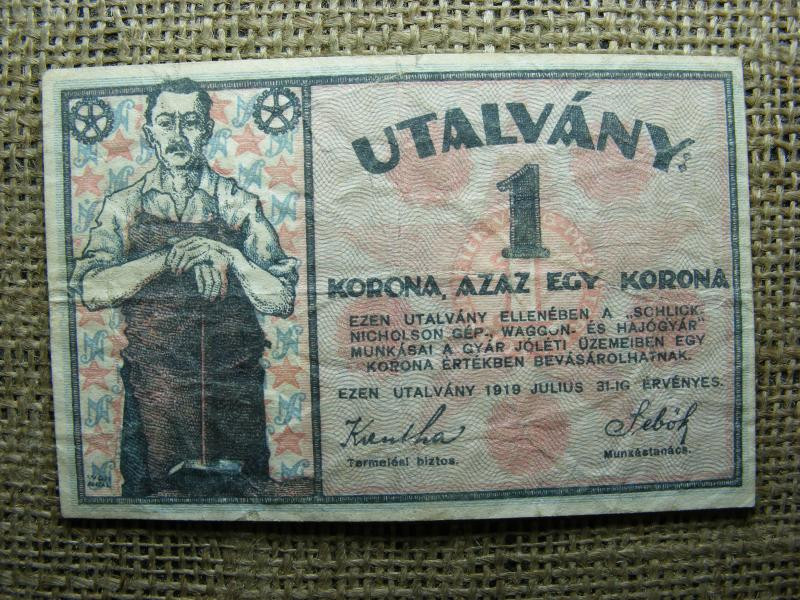 UTALVÁNY.
1
KORONA, AZAZ EGY KORONA
EZEN UTALVÁNY ELLENÉBEN A „SCHLICK-
NICHOLSON GÉP-, WAGGON- ÉS HAJÓGYÁR"
MUNKÁSAI A GYÁR JÓLÉTI ÜZEMEIBEN EGY
KORONA ÉRTÉKBEN BEVÁSÁROLHATNAK.
EZEN UTALVÁNY 1919 JULIUS 31-IG ÉRVÉNYES.
Kuntha Sebők
Termelési biztos. Munkástanács.